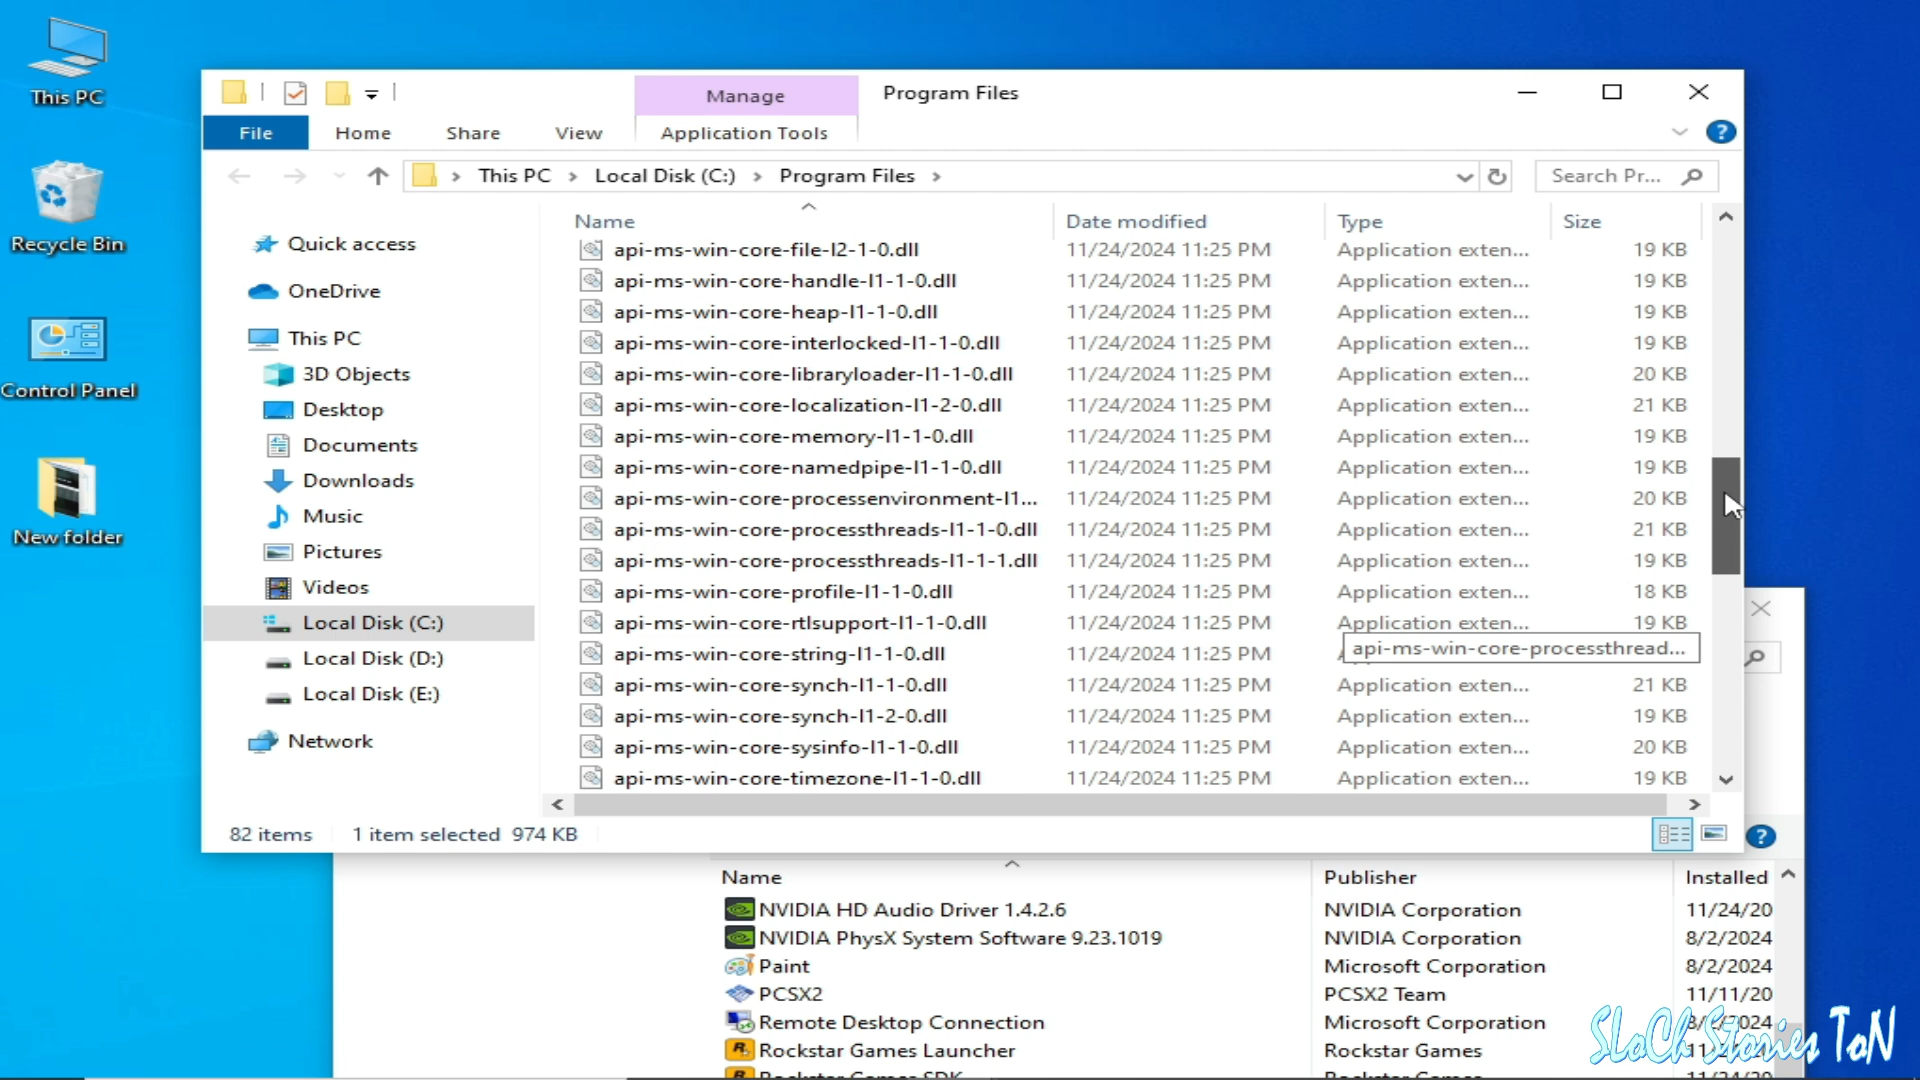 This PC
Recycle Bin
Control Panel
New folder
Manage
Program Files
File
Home
Share
View
Application Tools
?
This PC > Local Disk (C:) > Program Files >
Search Pr...
Quick access
OneDrive
This PC
3D Objects
Desktop
Documents
Downloads
Music
Pictures
Videos
Local Disk (C:)
Local Disk (D:)
Local Disk (E:)
Network
Name Date modified Type Size
api-ms-win-core-file-l2-1-0.dll 11/24/2024 11:25 PM Application exten... 19 KB
api-ms-win-core-handle-l1-1-0.dll 11/24/2024 11:25 PM Application exten... 19 KB
api-ms-win-core-heap-l1-1-0.dll 11/24/2024 11:25 PM Application exten... 19 KB
api-ms-win-core-interlocked-l1-1-0.dll 11/24/2024 11:25 PM Application exten... 19 KB
api-ms-win-core-libraryloader-l1-1-0.dll 11/24/2024 11:25 PM Application exten... 20 KB
api-ms-win-core-localization-l1-2-0.dll 11/24/2024 11:25 PM Application exten... 21 KB
api-ms-win-core-memory-l1-1-0.dll 11/24/2024 11:25 PM Application exten... 19 KB
api-ms-win-core-namedpipe-l1-1-0.dll 11/24/2024 11:25 PM Application exten... 19 KB
api-ms-win-core-processenvironment-l1... 11/24/2024 11:25 PM Application exten... 20 KB
api-ms-win-core-processthreads-l1-1-0.dll 11/24/2024 11:25 PM Application exten... 21 KB
api-ms-win-core-processthreads-l1-1-1.dll 11/24/2024 11:25 PM Application exten... 19 KB
api-ms-win-core-profile-l1-1-0.dll 11/24/2024 11:25 PM Application exten... 18 KB
api-ms-win-core-rtlsupport-l1-1-0.dll 11/24/2024 11:25 PM Application exten... 19 KB
api-ms-win-core-string-l1-1-0.dll 11/24/2024 11:25 PM
api-ms-win-core-processthread...
api-ms-win-core-synch-l1-1-0.dll 11/24/2024 11:25 PM Application exten... 21 KB
api-ms-win-core-synch-l1-2-0.dll 11/24/2024 11:25 PM Application exten... 19 KB
api-ms-win-core-sysinfo-l1-1-0.dll 11/24/2024 11:25 PM Application exten... 20 KB
api-ms-win-core-timezone-l1-1-0.dll 11/24/2024 11:25 PM Application exten... 19 KB
82 items 1 item selected 974 KB
?
Name Publisher Installed
NVIDIA HD Audio Driver 1.4.2.6 NVIDIA Corporation 11/24/20
NVIDIA PhysX System Software 9.23.1019 NVIDIA Corporation 8/2/2024
Paint Microsoft Corporation 8/2/2024
PCSX2 PCSX2 Team 11/11/20
Remote Desktop Connection Microsoft Corporation 8/2/2024
Rockstar Games Launcher Rockstar Games
Rockstar Games SDK Rockstar Games 11/24/20
SLoCh Stories ToN